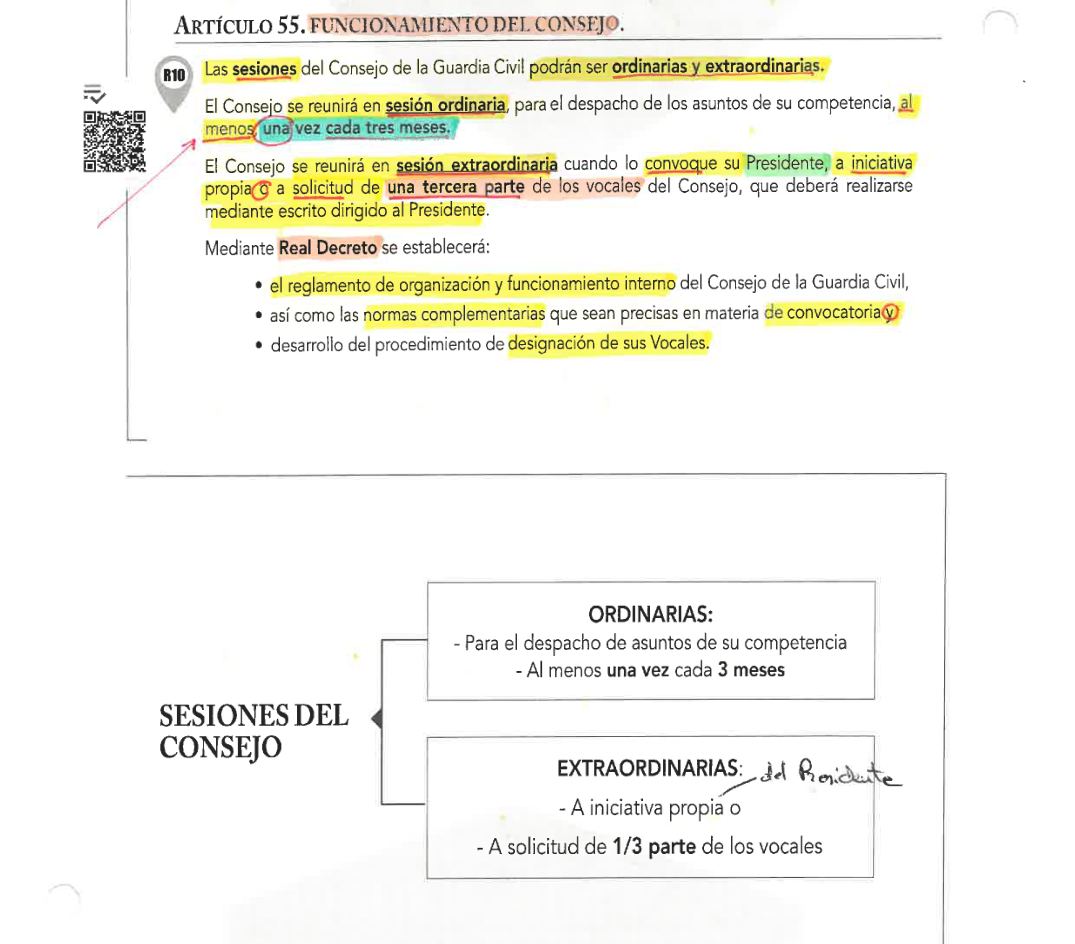 ARTÍCULO 55. FUNCIONAMIENTO DEL CONSEJO.
R10
Las sesiones del Consejo de la Guardia Civil podrán ser ordinarias y extraordinarias.
El Consejo se reunirá en sesión ordinaria, para el despacho de los asuntos de su competencia, al
menos, una vez cada tres meses.
El Consejo se reunirá en sesión extraordinaria cuando lo convoque su Presidente, a iniciativa
propia o a solicitud de una tercera parte de los vocales del Consejo, que deberá realizarse
mediante escrito dirigido al Presidente.
Mediante Real Decreto se establecerá:
• el reglamento de organización y funcionamiento interno del Consejo de la Guardia Civil,
• así como las normas complementarias que sean precisas en materia de convocatoria y
• desarrollo del procedimiento de designación de sus Vocales.
SESIONES DEL
CONSEJO
ORDINARIAS:
- Para el despacho de asuntos de su competencia
- Al menos una vez cada 3 meses
EXTRAORDINARIAS:
del Presidente
- A iniciativa propia o
- A solicitud de 1/3 parte de los vocales